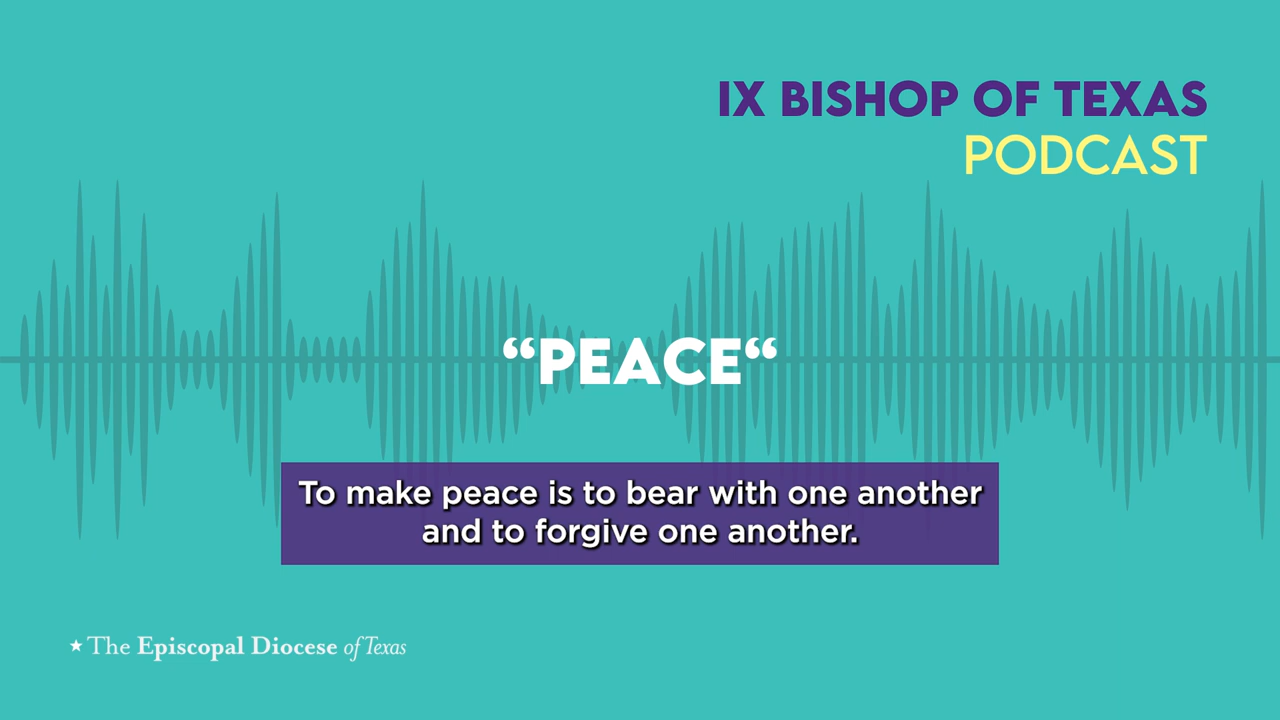 IX BISHOP OF TEXAS
PODCAST
“PEACE“
To make peace is to bear with one another
and to forgive one another.
★ The Episcopal Diocese of Texas